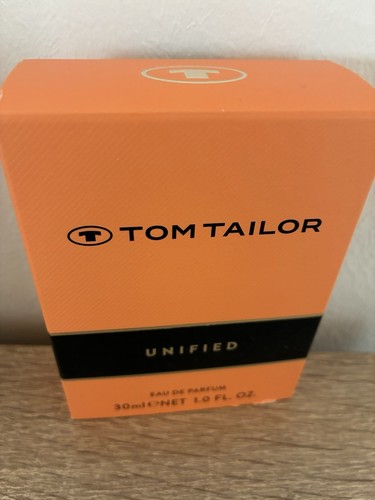 TOM TAILOR
UNIFIED
EAU DE PARFUM
30ml ℮ NET 1.0 FL. OZ.